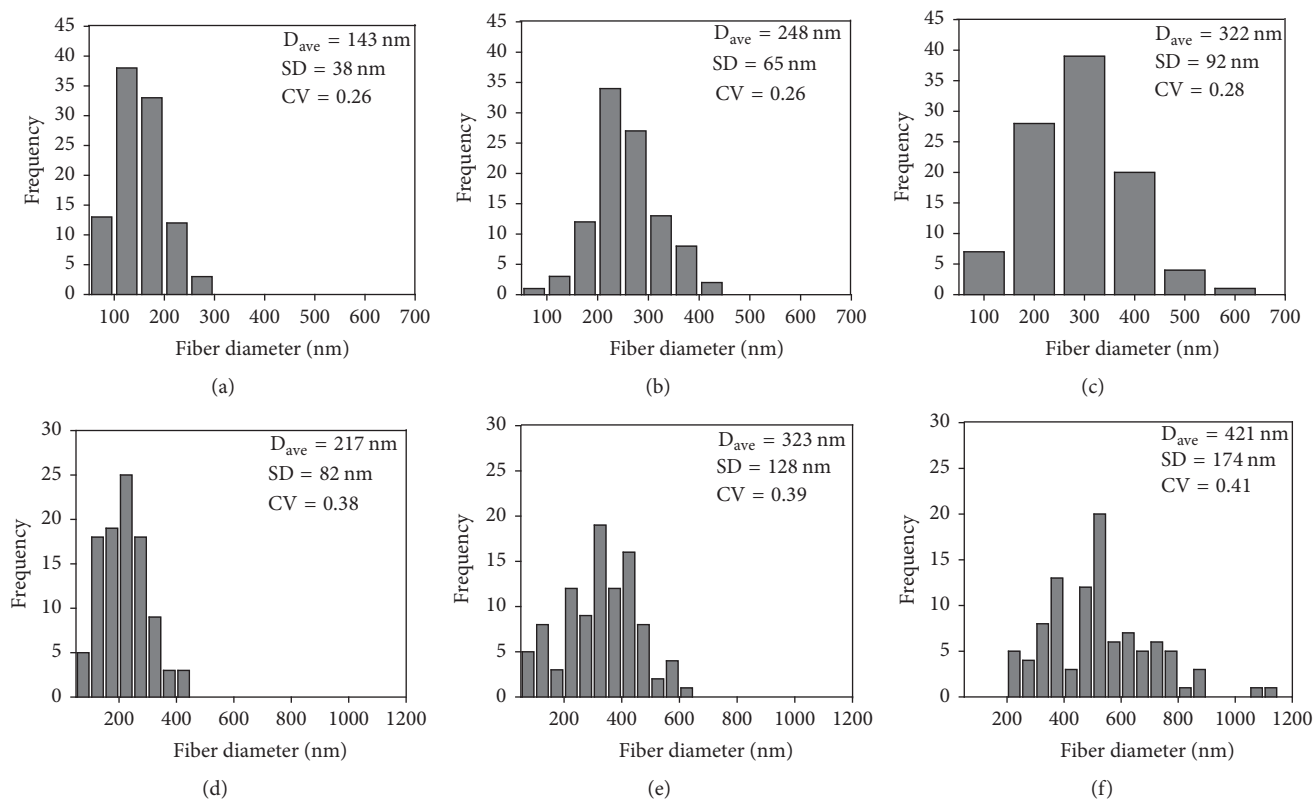 45
40
35
30
25
20
15
10
5
0
Frequency
D_ave = 143 nm
SD = 38 nm
CV = 0.26
100 200 300 400 500 600 700
Fiber diameter (nm)
(a)
45
40
35
30
25
20
15
10
5
0
Frequency
D_ave = 248 nm
SD = 65 nm
CV = 0.26
100 200 300 400 500 600 700
Fiber diameter (nm)
(b)
45
40
35
30
25
20
15
10
5
0
Frequency
D_ave = 322 nm
SD = 92 nm
CV = 0.28
100 200 300 400 500 600 700
Fiber diameter (nm)
(c)
30
25
20
15
10
5
0
Frequency
D_ave = 217 nm
SD = 82 nm
CV = 0.38
200 400 600 800 1000 1200
Fiber diameter (nm)
(d)
30
25
20
15
10
5
0
Frequency
D_ave = 323 nm
SD = 128 nm
CV = 0.39
200 400 600 800 1000 1200
Fiber diameter (nm)
(e)
30
25
20
15
10
5
0
Frequency
D_ave = 421 nm
SD = 174 nm
CV = 0.41
200 400 600 800 1000 1200
Fiber diameter (nm)
(f)